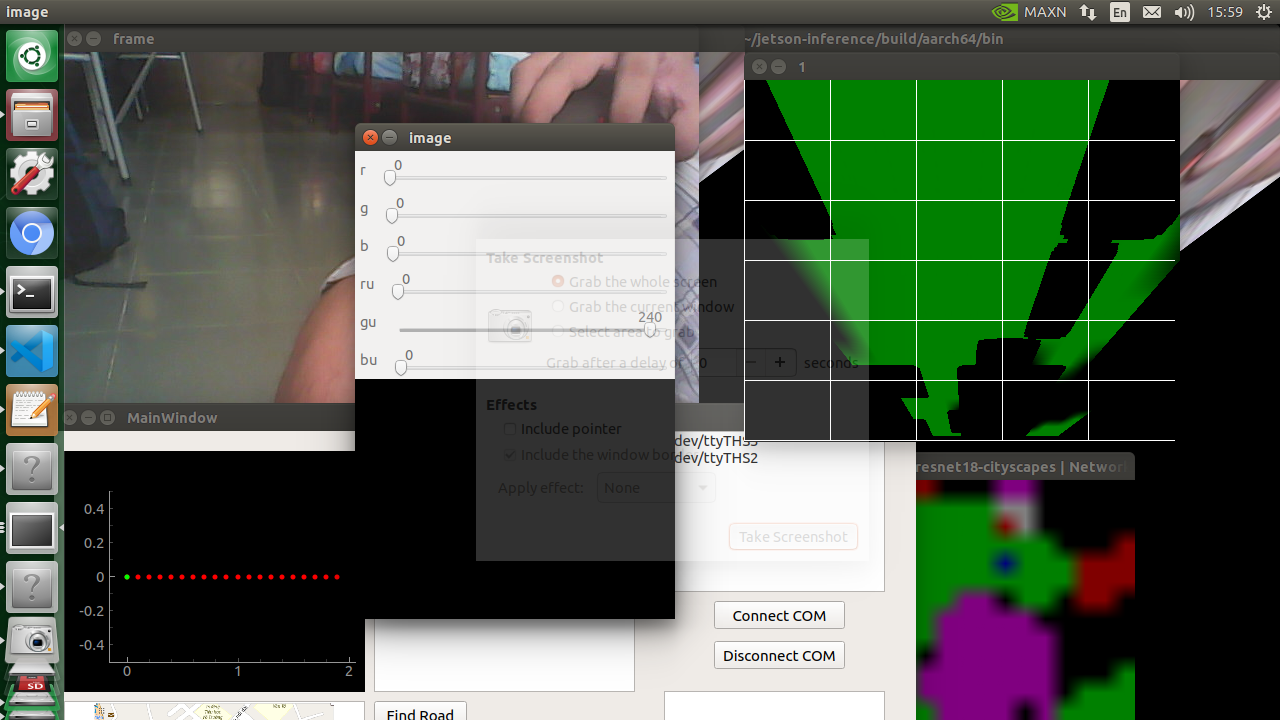 image
MAXN
En
15:59
frame
~/jetson-inference/build/aarch64/bin
1
image
r
0
g
0
b
0
ru
0
gu
240
bu
0
Take Screenshot
Grab the whole screen
Grab the current window
Select area to grab
Grab after a delay of
0
seconds
Effects
Include pointer
Include the window bor
Apply effect:
None
Take Screenshot
MainWindow
dev/ttyTHS2
resnet18-cityscapes | Networ
0.4
0.2
0
-0.2
-0.4
0
1
2
Connect COM
Disconnect COM
Find Road
SD